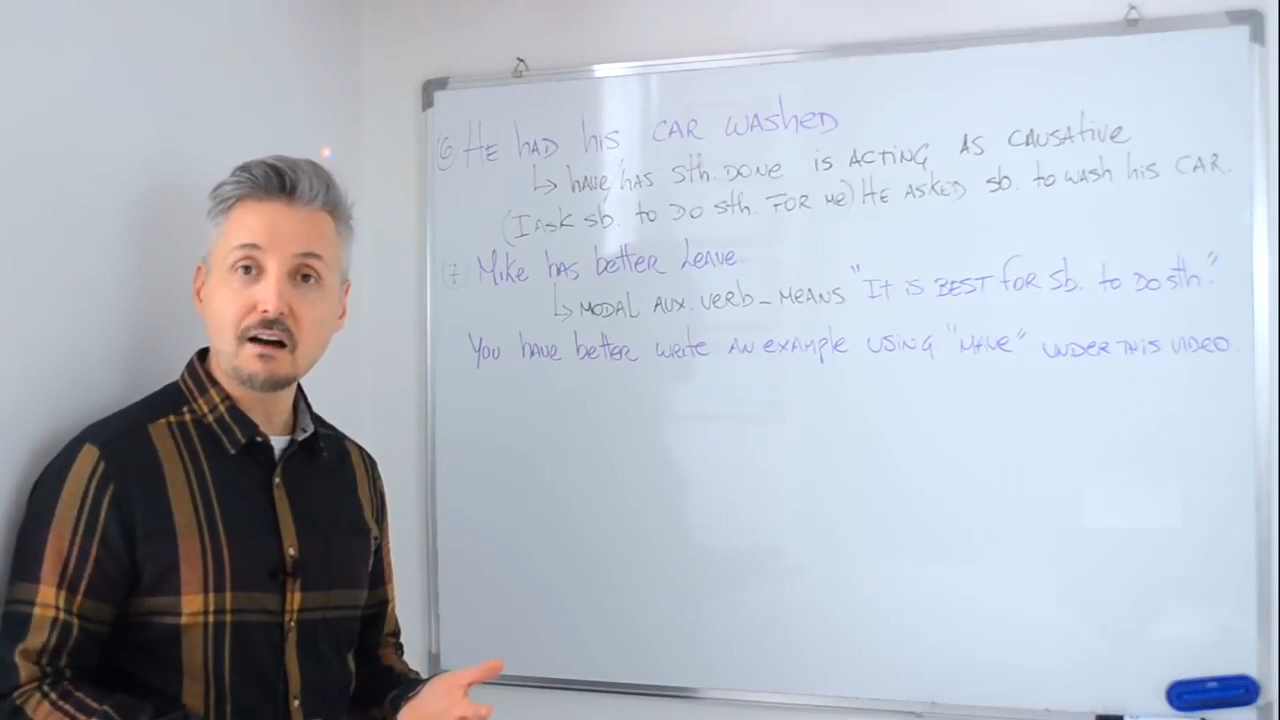 (6) HE HAD his CAR WASHED
↳ have/has sth. DONE is ACTING AS CAUSATIVE
(I ASK sb. to DO sth. FOR ME) HE ASKED sb. to WASH his CAR.
(7) Mike has better LEAVE
↳ MODAL AUX. VERB - MEANS "IT is BEST FOR sb. to DO sth."
You have better write AN EXAMPLE USING "HAVE" UNDER THIS VIDEO.